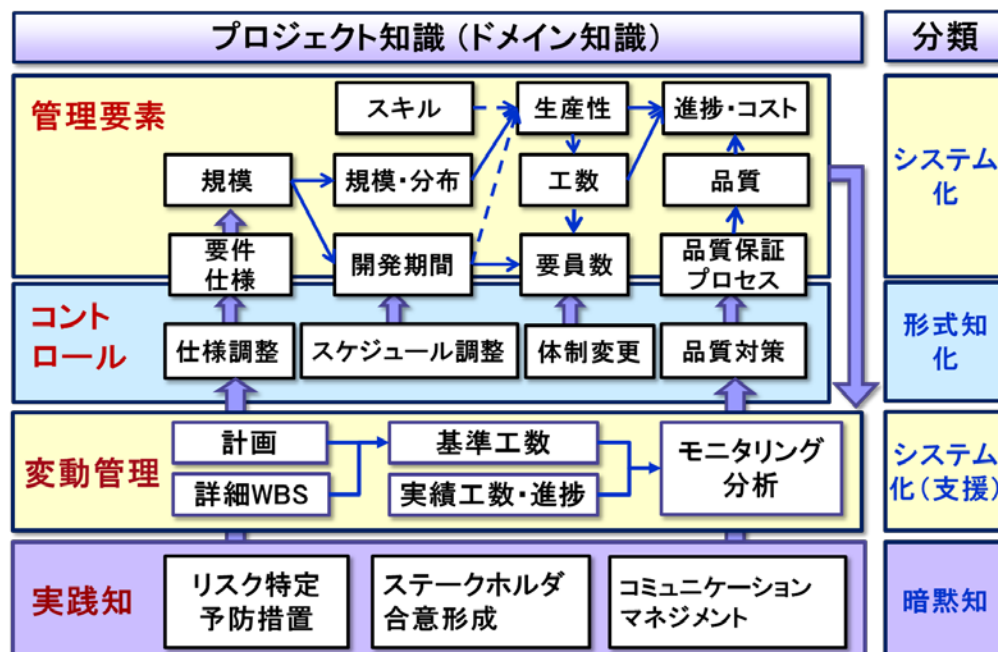 プロジェクト知識(ドメイン知識)
分類
管理要素
スキル
生産性
進捗・コスト
規模
規模・分布
工数
品質
要件
仕様
開発期間
要員数
品質保証
プロセス
システム
化
コント
ロール
仕様調整
スケジュール調整
体制変更
品質対策
形式知
化
変動管理
計画
詳細WBS
基準工数
実績工数・進捗
モニタリング
分析
システム
化(支援)
実践知
リスク特定
予防措置
ステークホルダ
合意形成
コミュニケーション
マネジメント
暗黙知